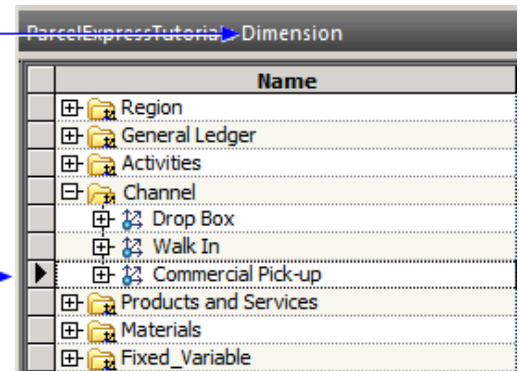 ParcelExpressTutorial > Dimension
Name
Region
General Ledger
Activities
Channel
Drop Box
Walk In
Commercial Pick-up
Products and Services
Materials
Fixed_Variable